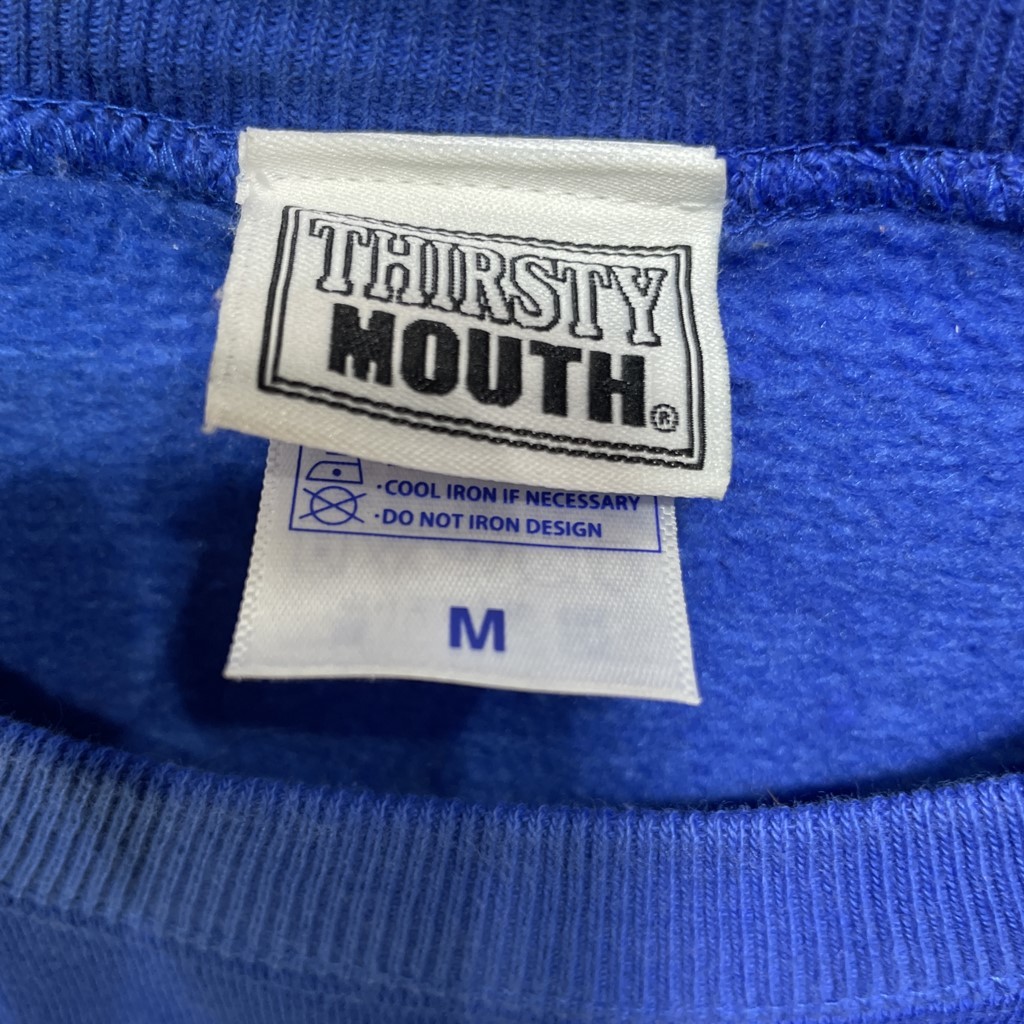 THIRSTY
MOUTH®
·COOL IRON IF NECESSARY
·DO NOT IRON DESIGN
M